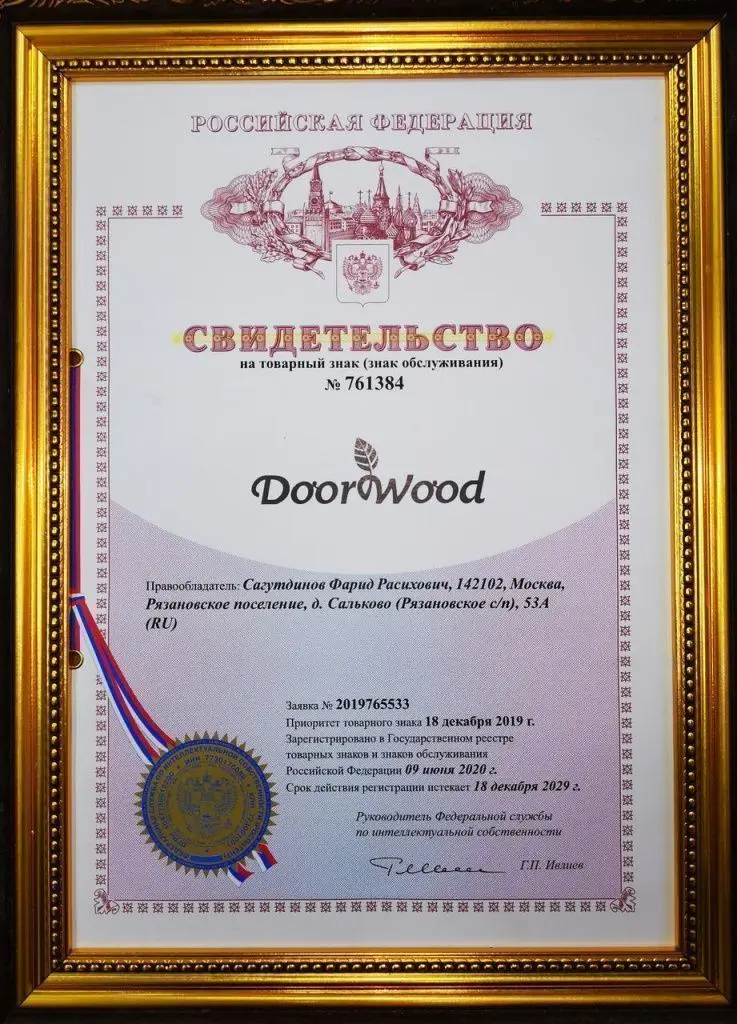 РОССИЙСКАЯ ФЕДЕРАЦИЯ
СВИДЕТЕЛЬСТВО
на товарный знак (знак обслуживания)
№ 761384
DoorWood
Правообладатель: Сагутдинов Фарид Расихович, 142102, Москва,
Рязановское поселение, д. Сальково (Рязановское с/п), 53А
(RU)
Заявка № 2019765533
Приоритет товарного знака 18 декабря 2019 г.
Зарегистрировано в Государственном реестре
товарных знаков и знаков обслуживания
Российской Федерации 09 июня 2020 г.
Срок действия регистрации истекает 18 декабря 2029 г.
Руководитель Федеральной службы
по интеллектуальной собственности
Г.П. Ивлиев